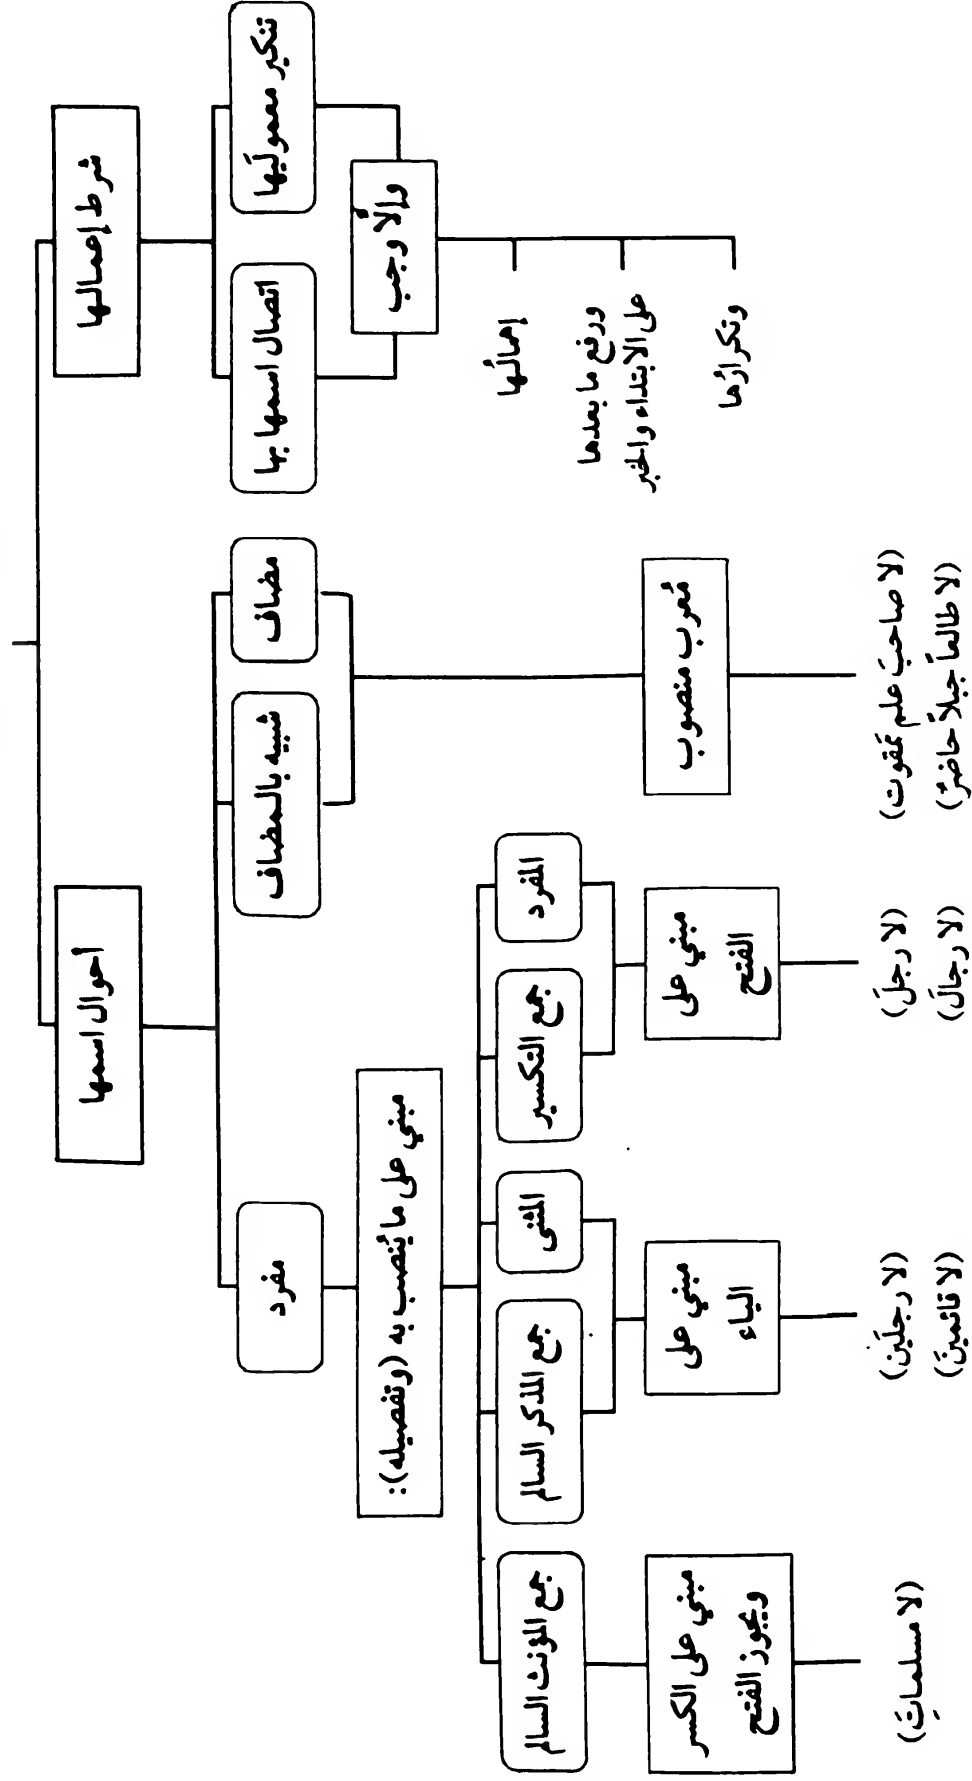 شرط إعمالها
أحوال اسمها
تنكير معموليَها
اتصال اسمها بها
مضاف
شبيه بالمضاف
مفرد
وإلّا وجب
مبني على ما يُنصب به (وتفصيله):
إهمالُها
ورفع ما بعدها
على الابتداء والخبر
وتكرارُها
المفرد
جمع التكسير
المثنى
جمع المذكر السالم
جمع المؤنث السالم
مُعرب منصوب
مبني على
الفتح
مبني على
الياء
مبني على الكسر
ويجوز الفتح
(لا صاحبَ علم ممقوت)
(لا طالعاً جبلاً حاضرٌ)
(لا رجلَ)
(لا رجالَ)
(لا رجلَين)
(لا قائمينَ)
(لا مسلماتَِ)